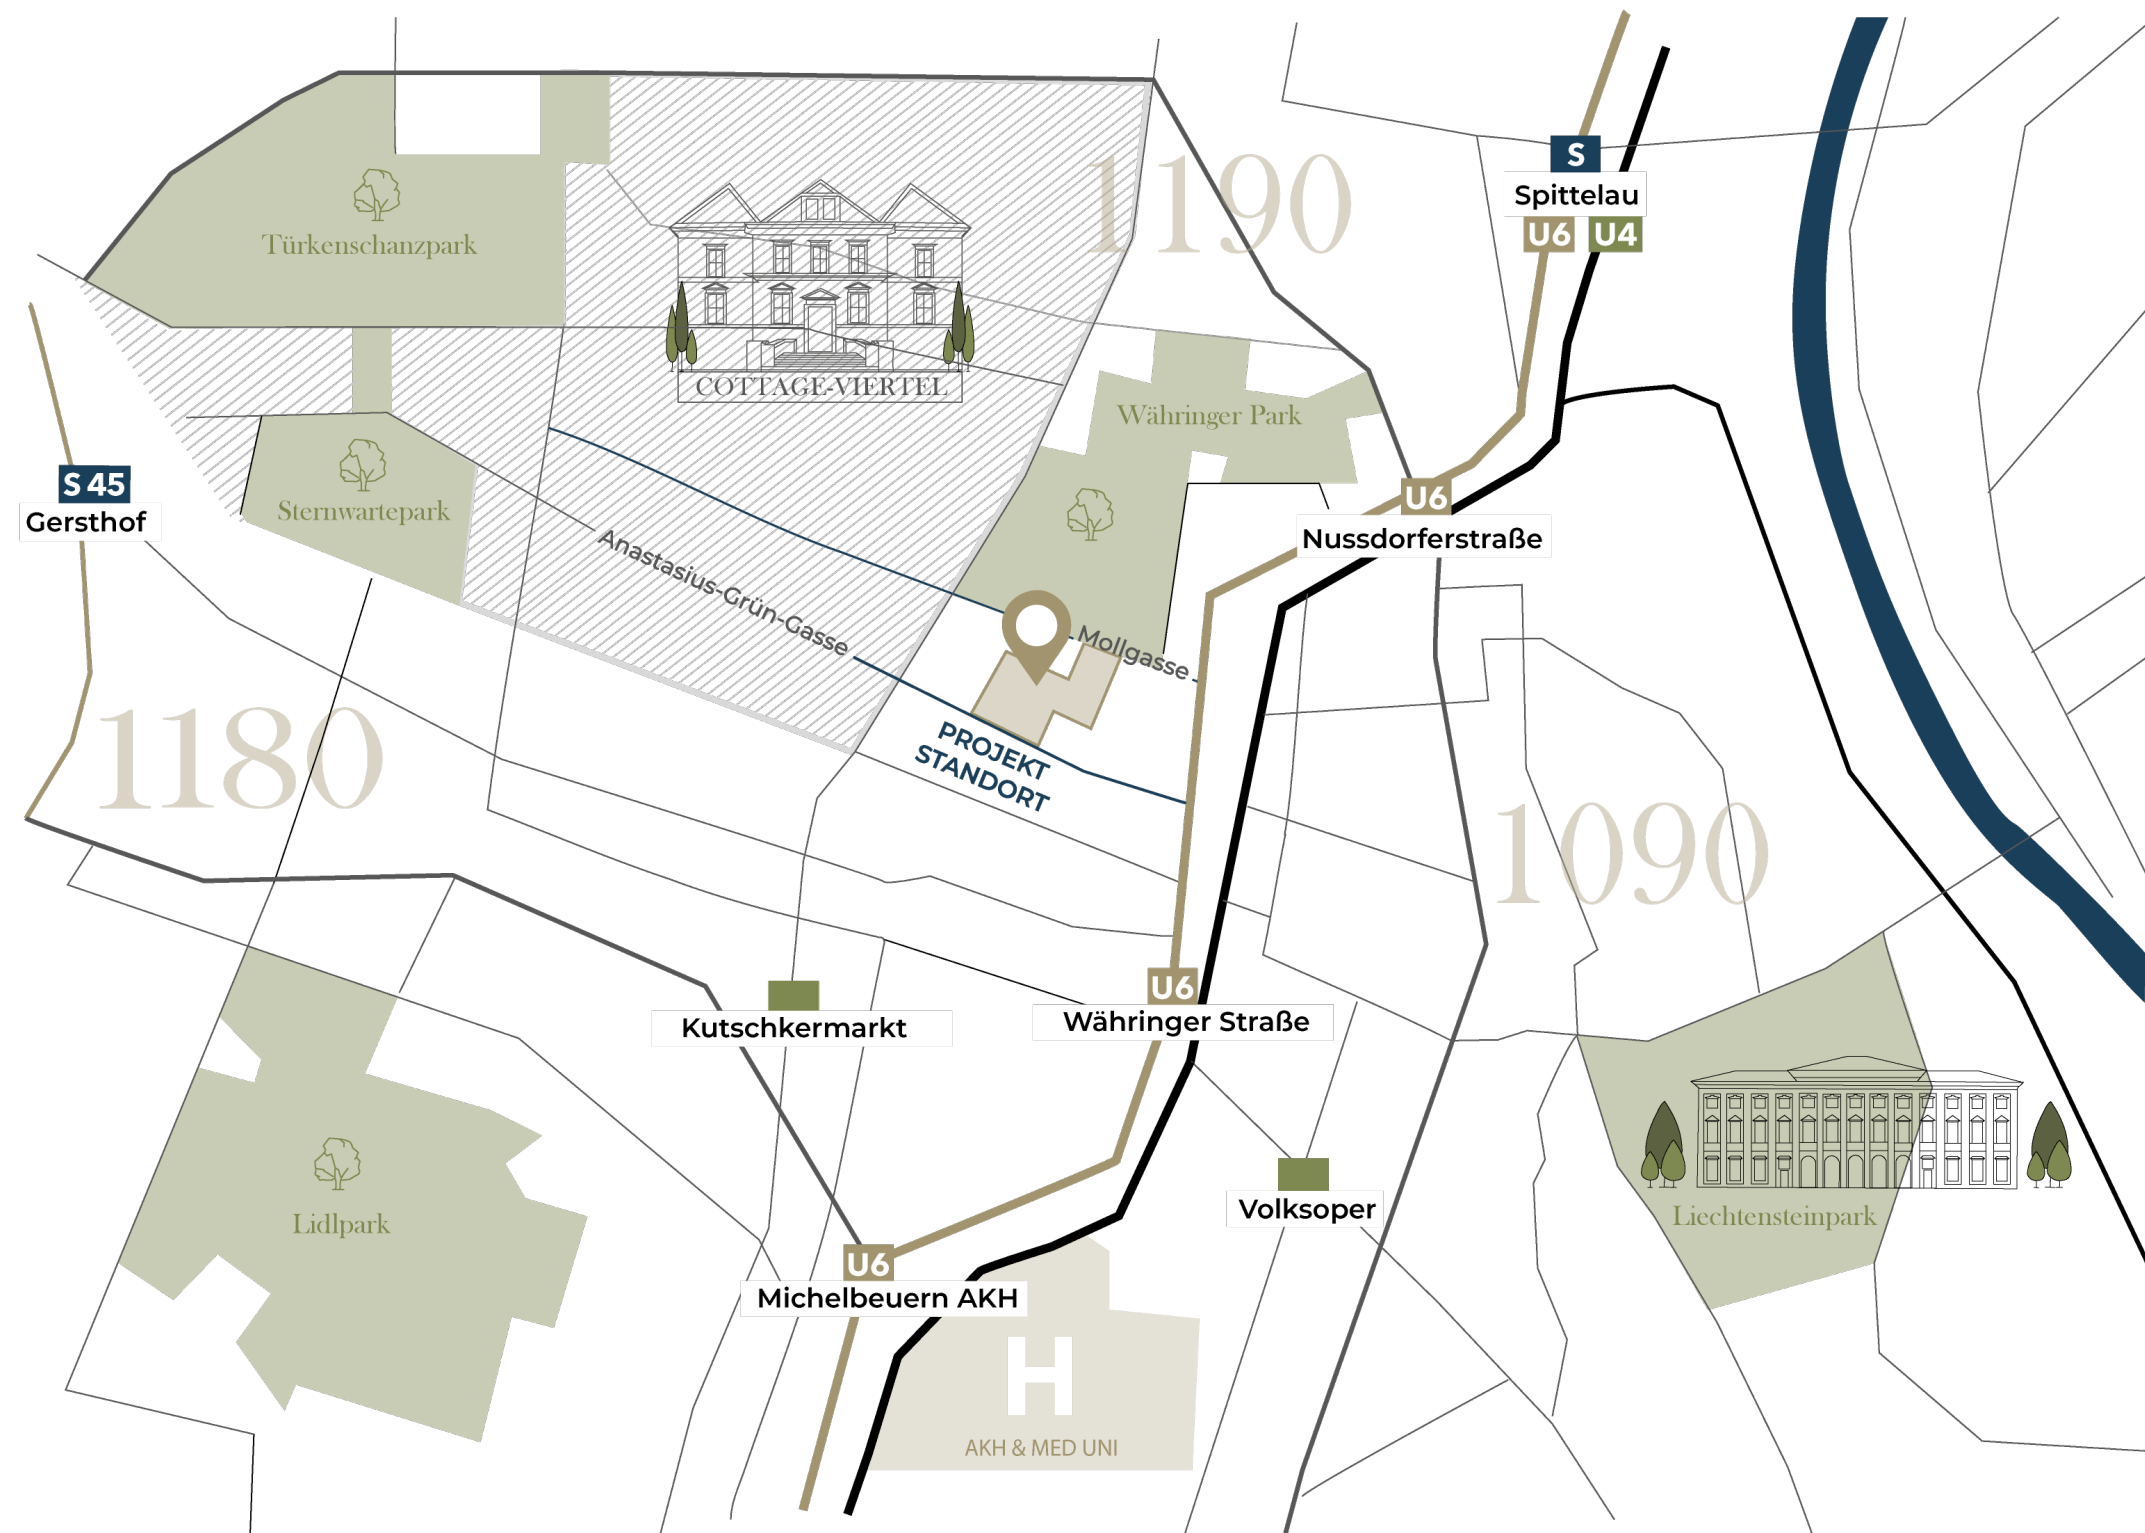 1190
S
Spittelau
U6 U4
Türkenschanzpark
COTTAGE-VIERTEL
Währinger Park
S 45
Gersthof
Sternwartepark
U6
Nussdorferstraße
Anastasius-Grün-Gasse
Mollgasse
PROJEKT
STANDORT
1180
1090
U6
Währinger Straße
Kutschkermarkt
Lidlpark
Volksoper
Liechtensteinpark
U6
Michelbeuern AKH
H
AKH & MED UNI